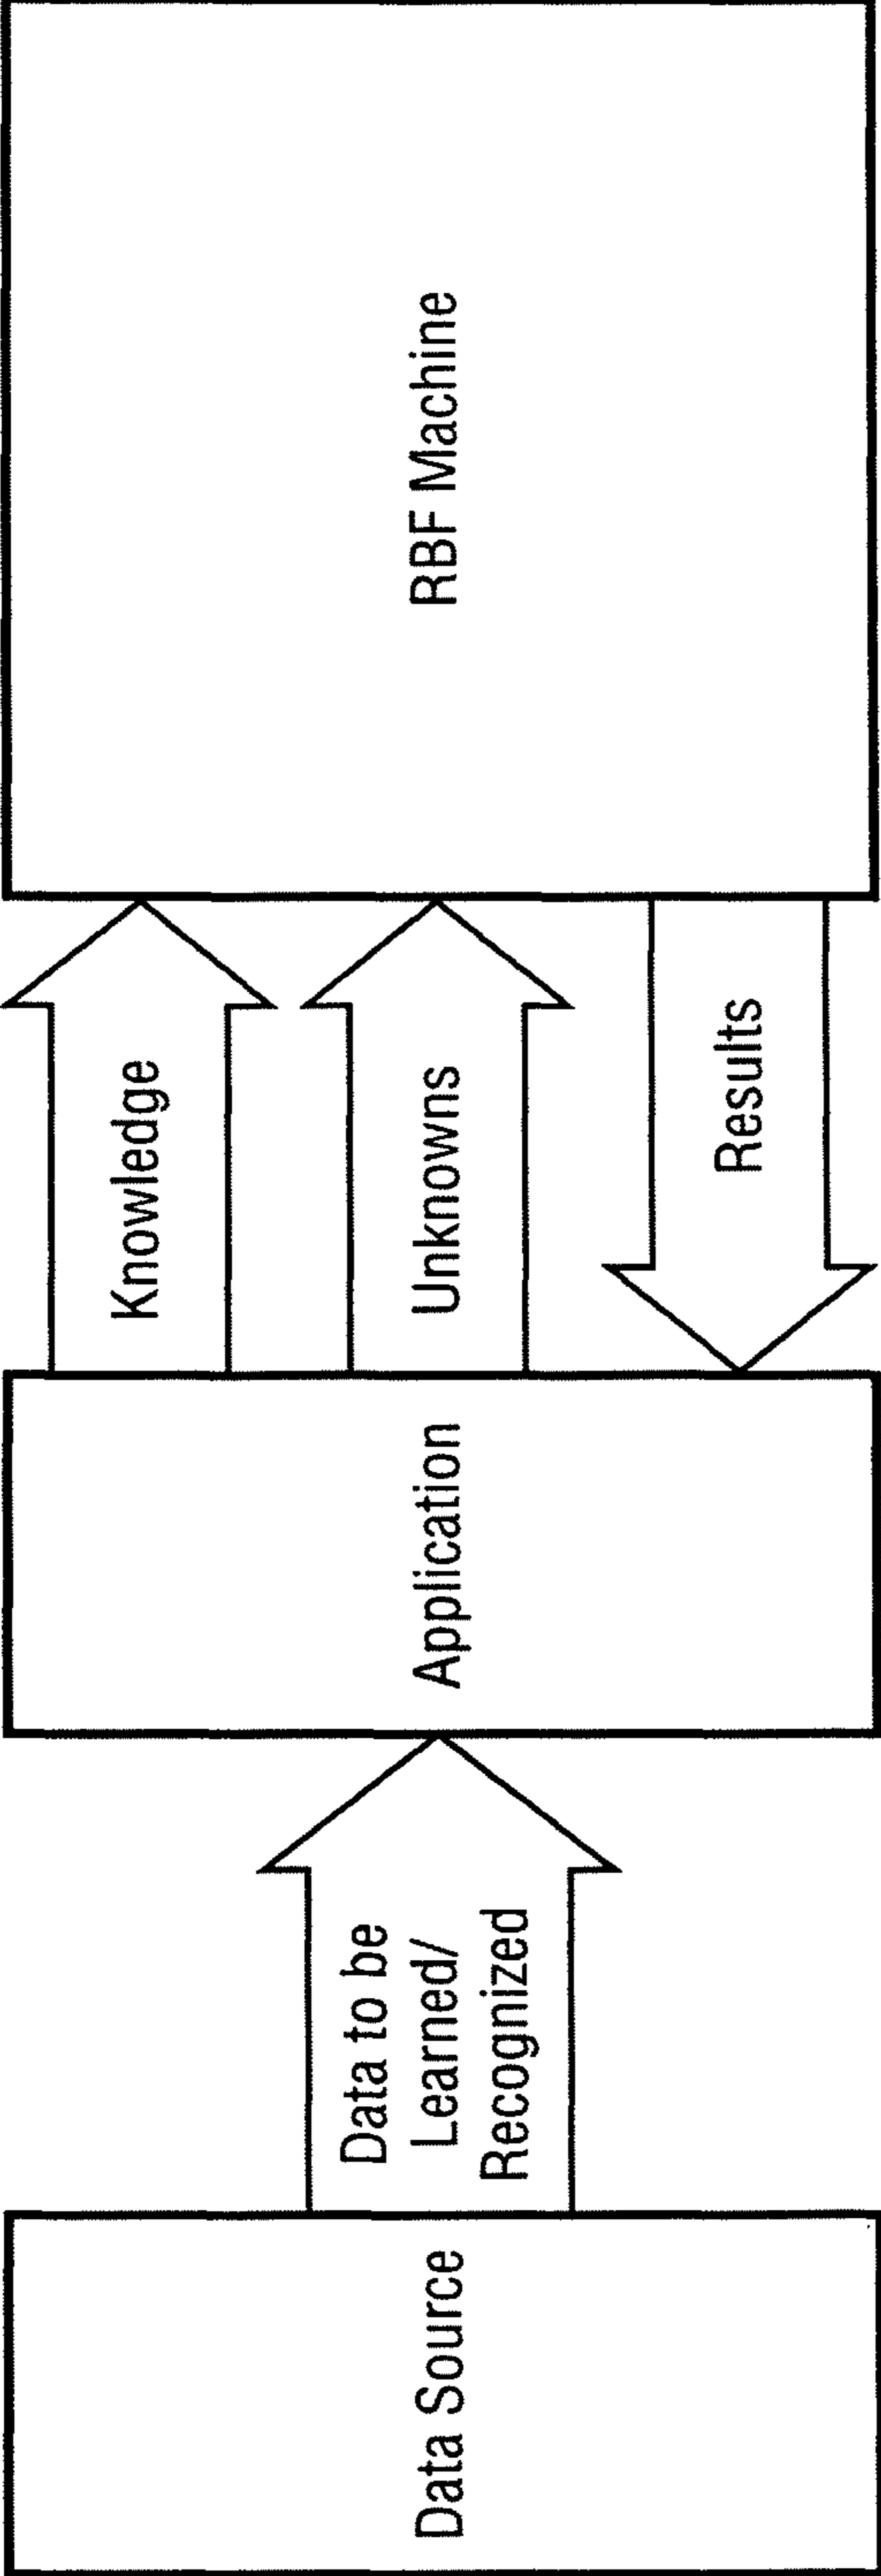 Data Source
Data to be
Learned/
Recognized
Application
Knowledge
Unknowns
Results
RBF Machine